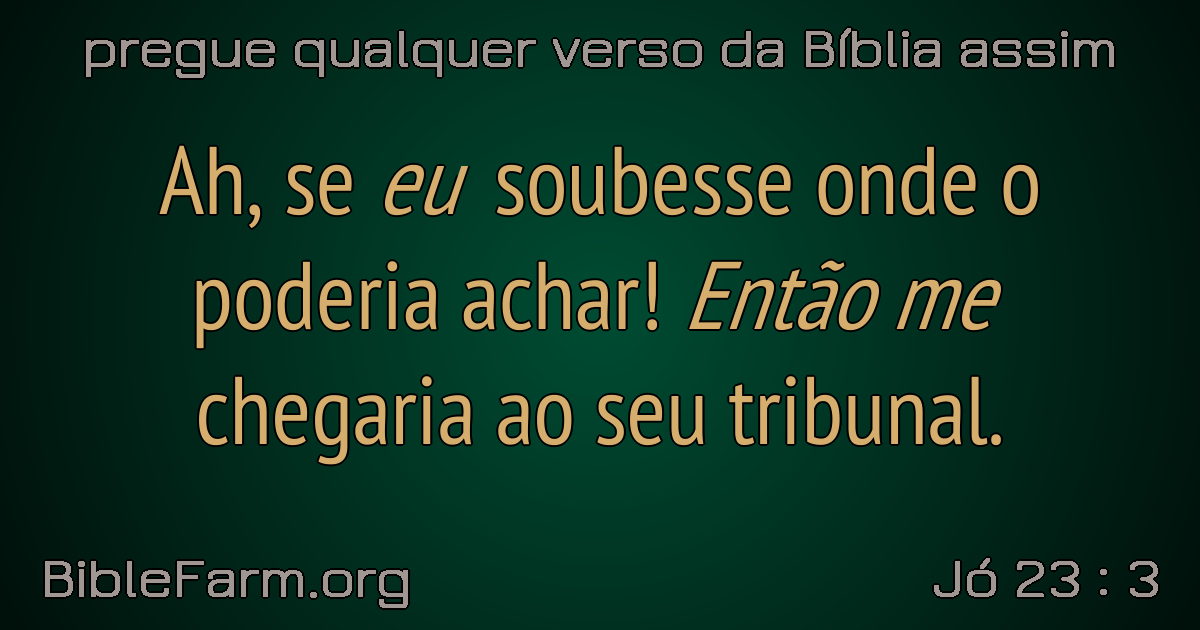 pregue qualquer verso da Bíblia assim
Ah, se eu soubesse onde o
poderia achar! Então me
chegaria ao seu tribunal.
BibleFarm.org
Jó 23 : 3